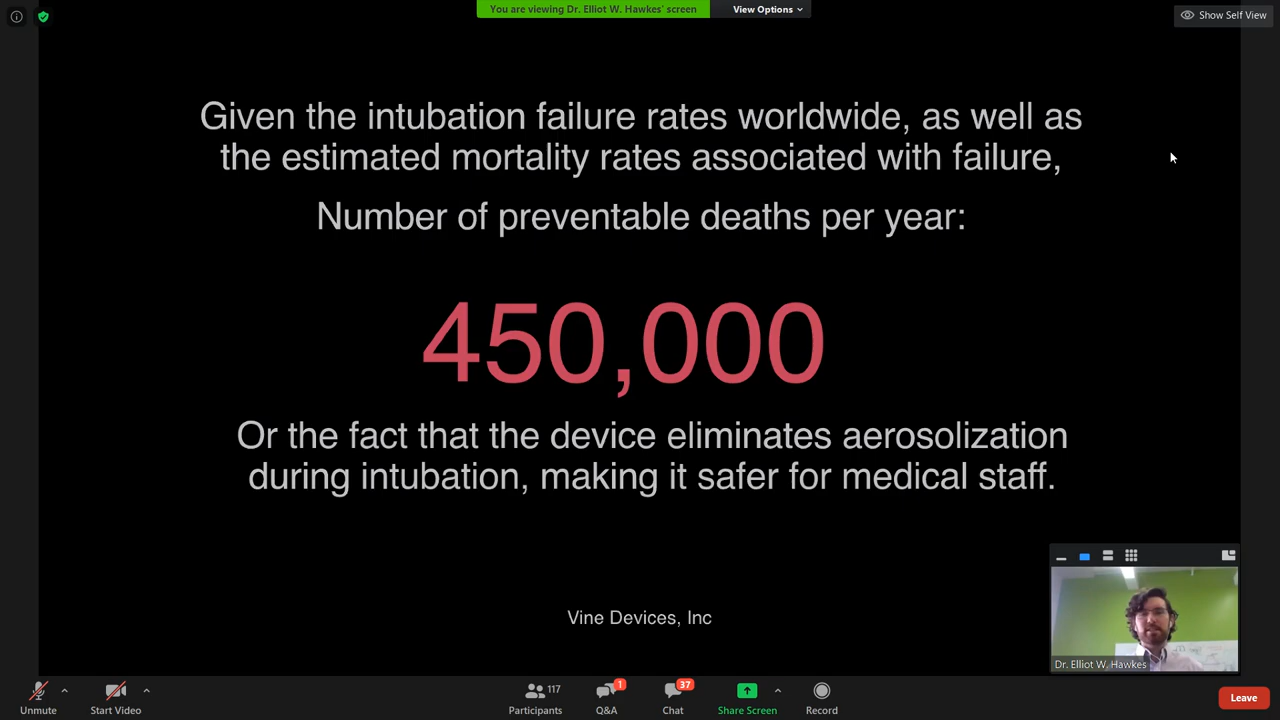 You are viewing Dr. Elliot W. Hawkes' screen
View Options
Show Self View
Given the intubation failure rates worldwide, as well as
the estimated mortality rates associated with failure,
Number of preventable deaths per year:
450,000
Or the fact that the device eliminates aerosolization
during intubation, making it safer for medical staff.
Vine Devices, Inc
Dr. Elliot W. Hawkes
Unmute
Start Video
Participants
117
Q&A
1
Chat
37
Share Screen
Record
Leave